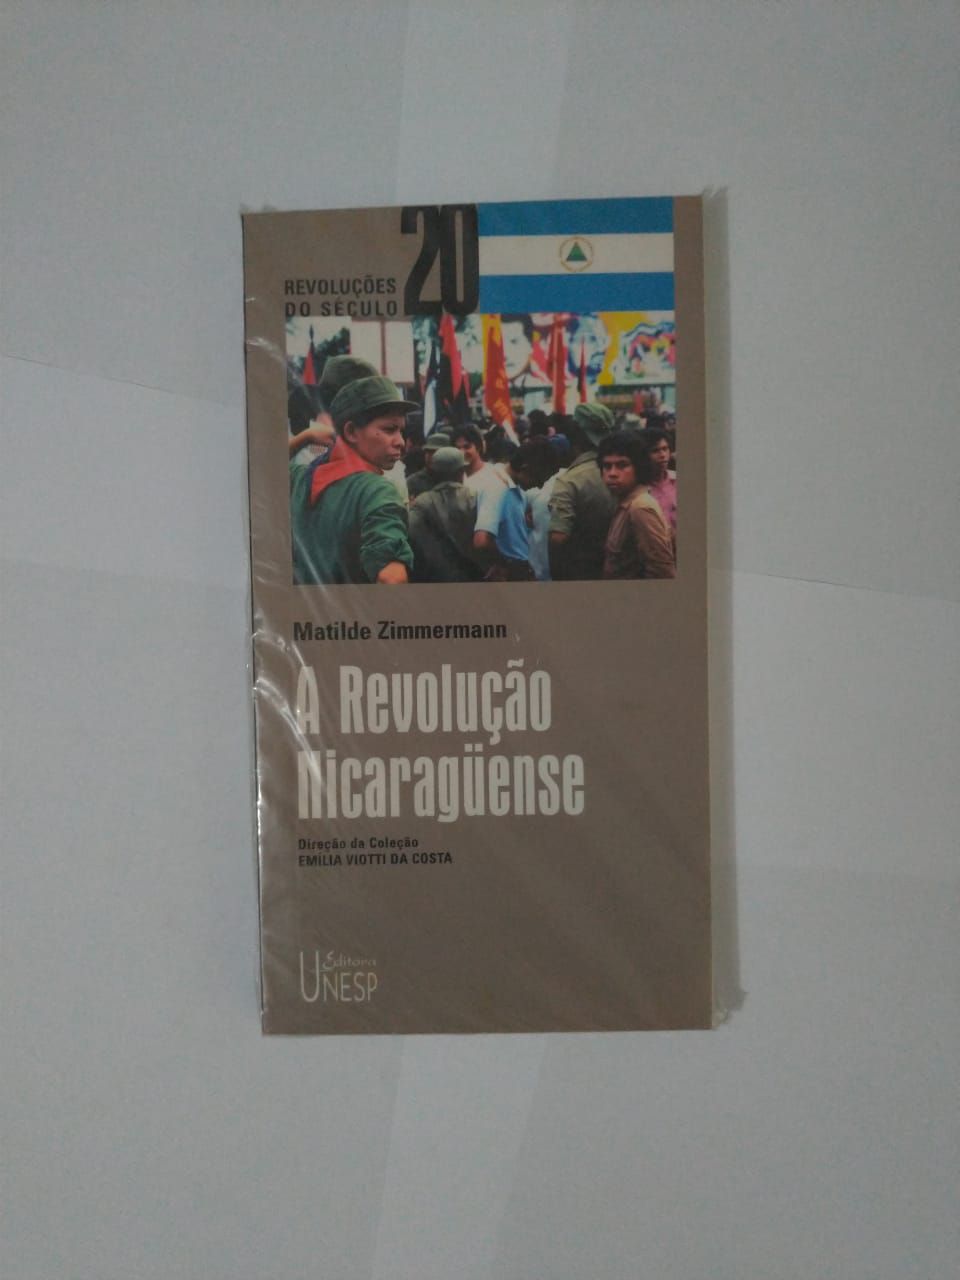 REVOLUÇÕES
DO SÉCULO
20
Matilde Zimmermann
A Revolução
Nicaragüense
Direção da Coleção
EMÍLIA VIOTTI DA COSTA
Editora
UNESP